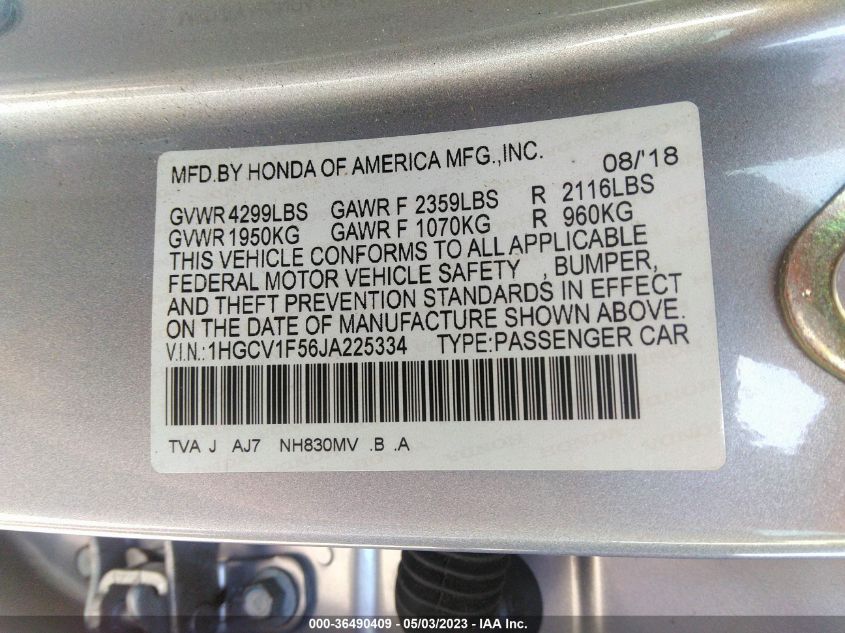 MFD.BY HONDA OF AMERICA MFG.,INC. 08/'18
GVWR 4299LBS GAWR F 2359LBS R 2116LBS
GVWR 1950KG GAWR F 1070KG R 960KG
THIS VEHICLE CONFORMS TO ALL APPLICABLE
FEDERAL MOTOR VEHICLE SAFETY , BUMPER,
AND THEFT PREVENTION STANDARDS IN EFFECT
ON THE DATE OF MANUFACTURE SHOWN ABOVE.
V.I.N.:1HGCV1F56JA225334 TYPE:PASSENGER CAR
TVA J AJ7 NH830MV .B .A
000-36490409 - 05/03/2023 - IAA Inc.